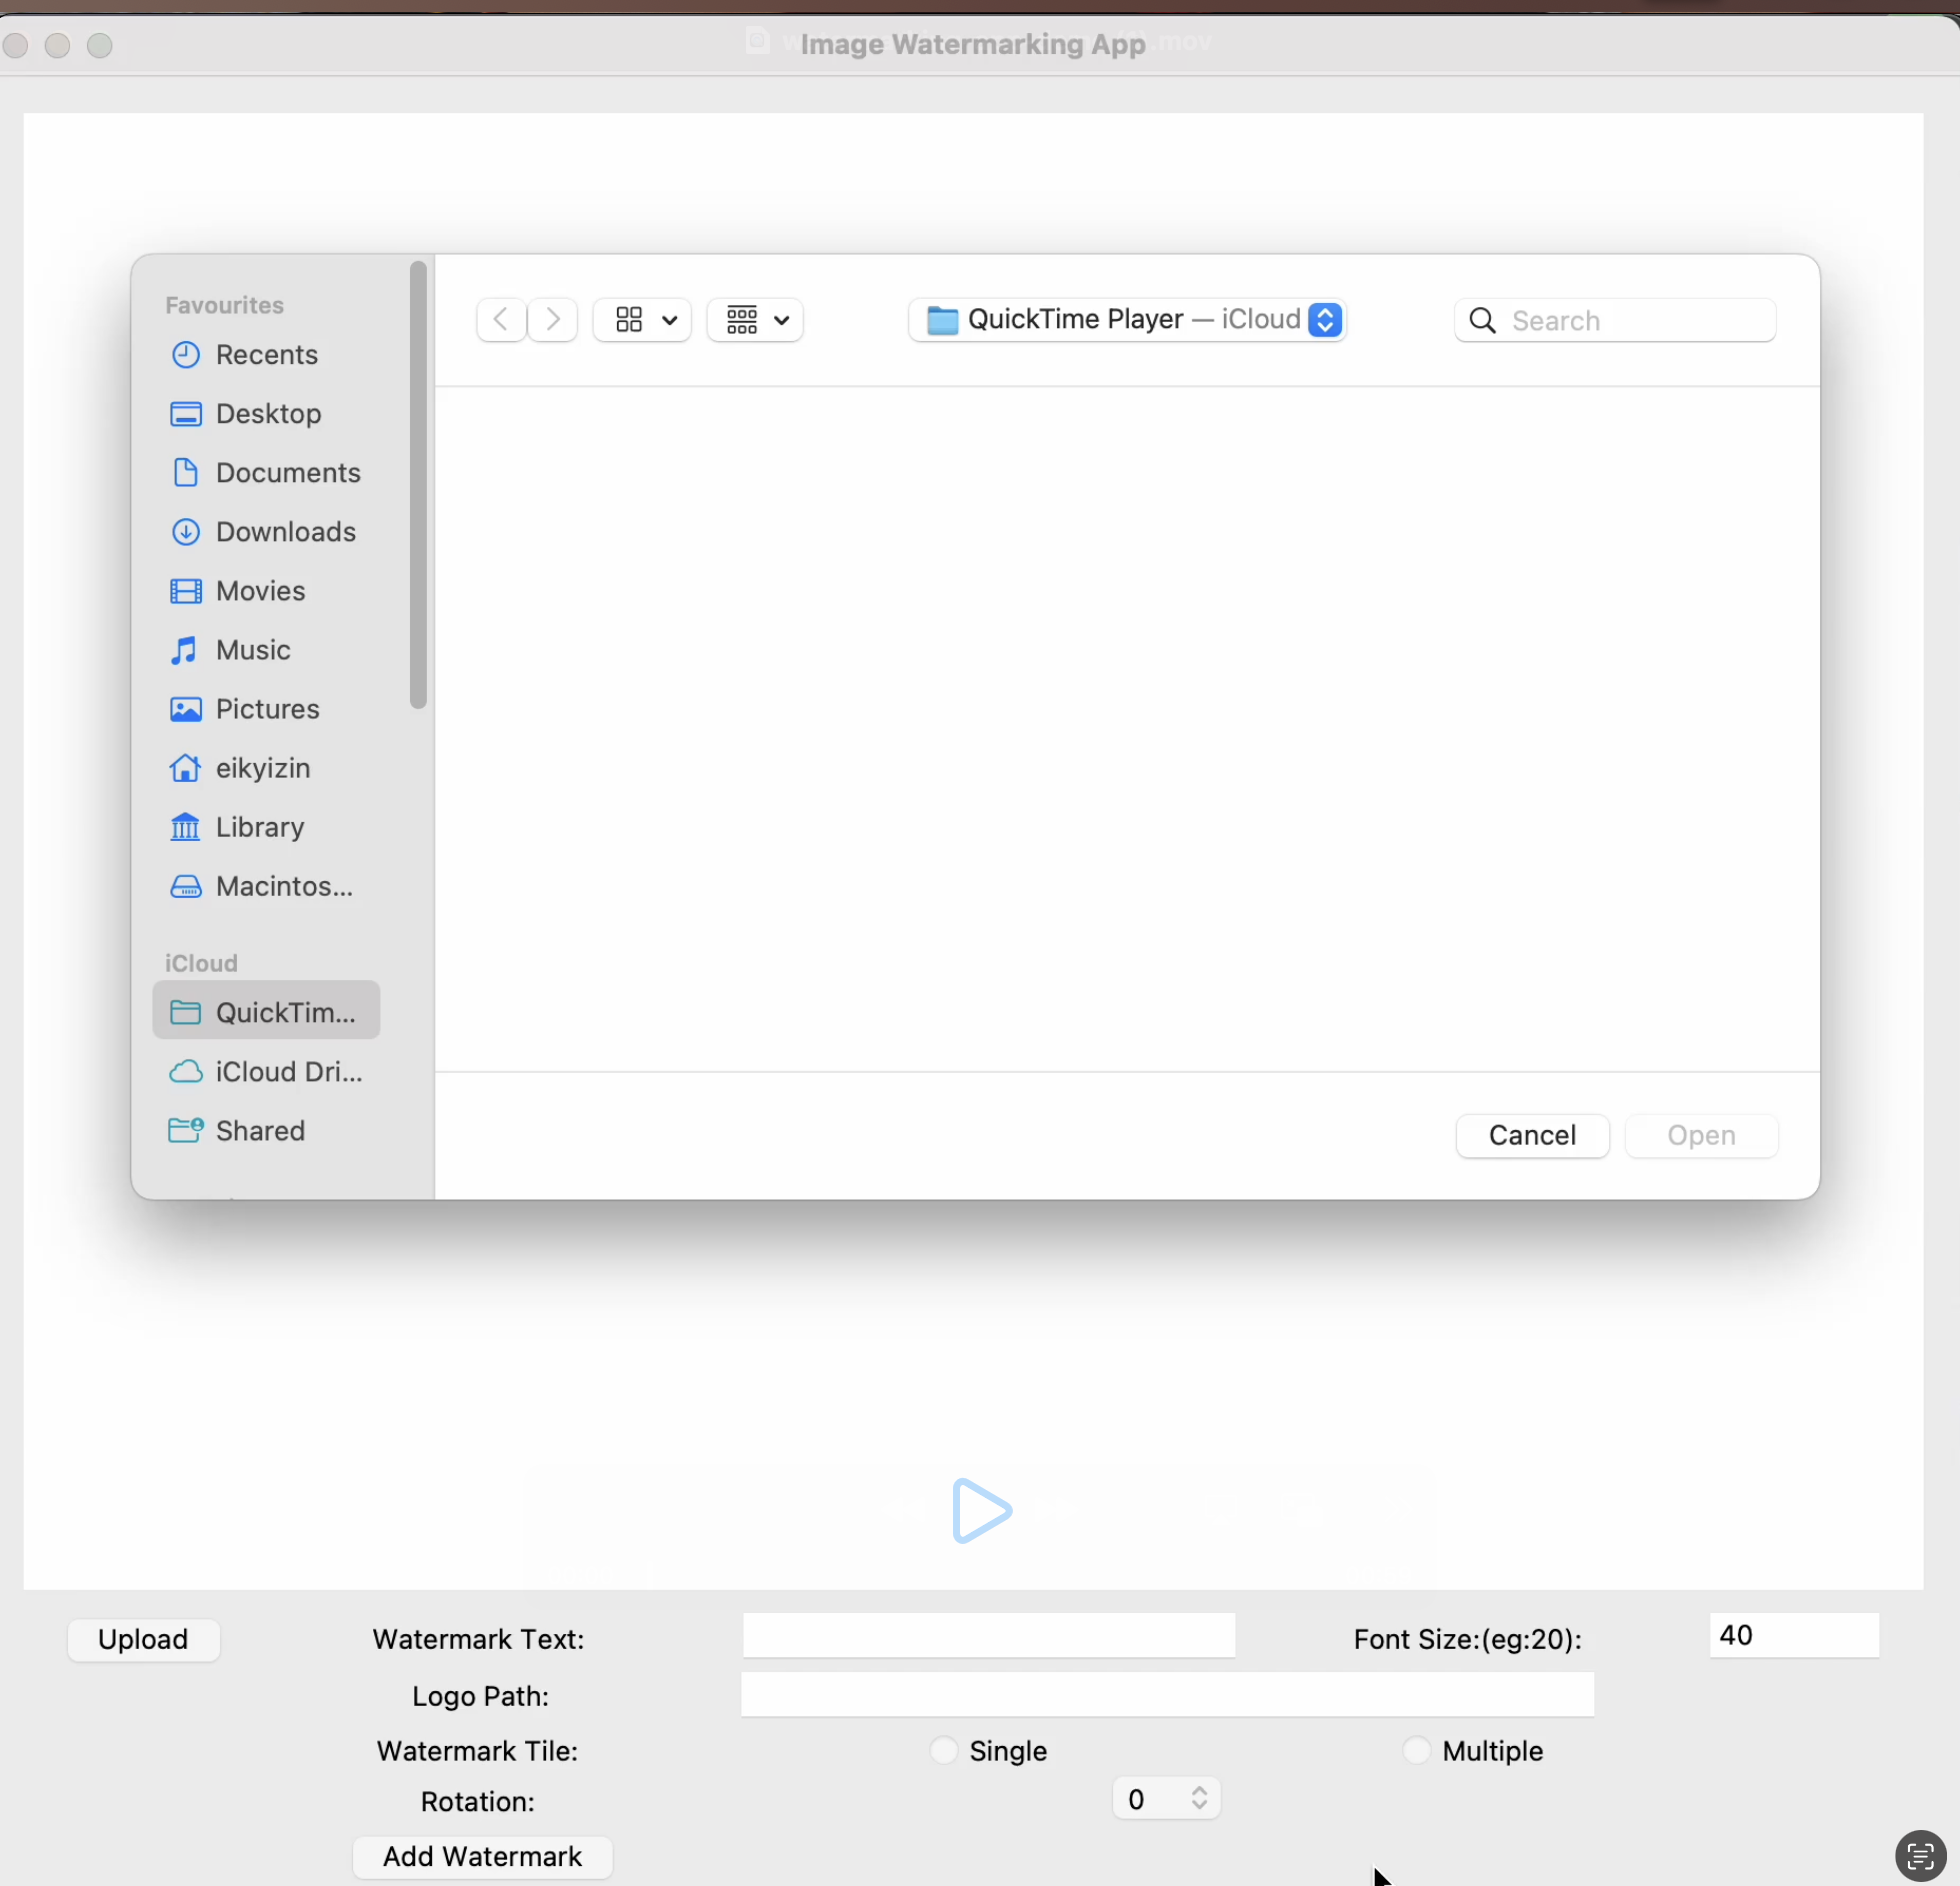 Image Watermarking App
.mov
Favourites
Recents
Desktop
Documents
Downloads
Movies
Music
Pictures
eikyizin
Library
Macintos...
iCloud
QuickTim...
iCloud Dri...
Shared
QuickTime Player — iCloud
Search
Cancel
Open
Upload
Watermark Text:
Font Size:(eg:20):
40
Logo Path:
Watermark Tile:
Single
Multiple
Rotation:
0
Add Watermark